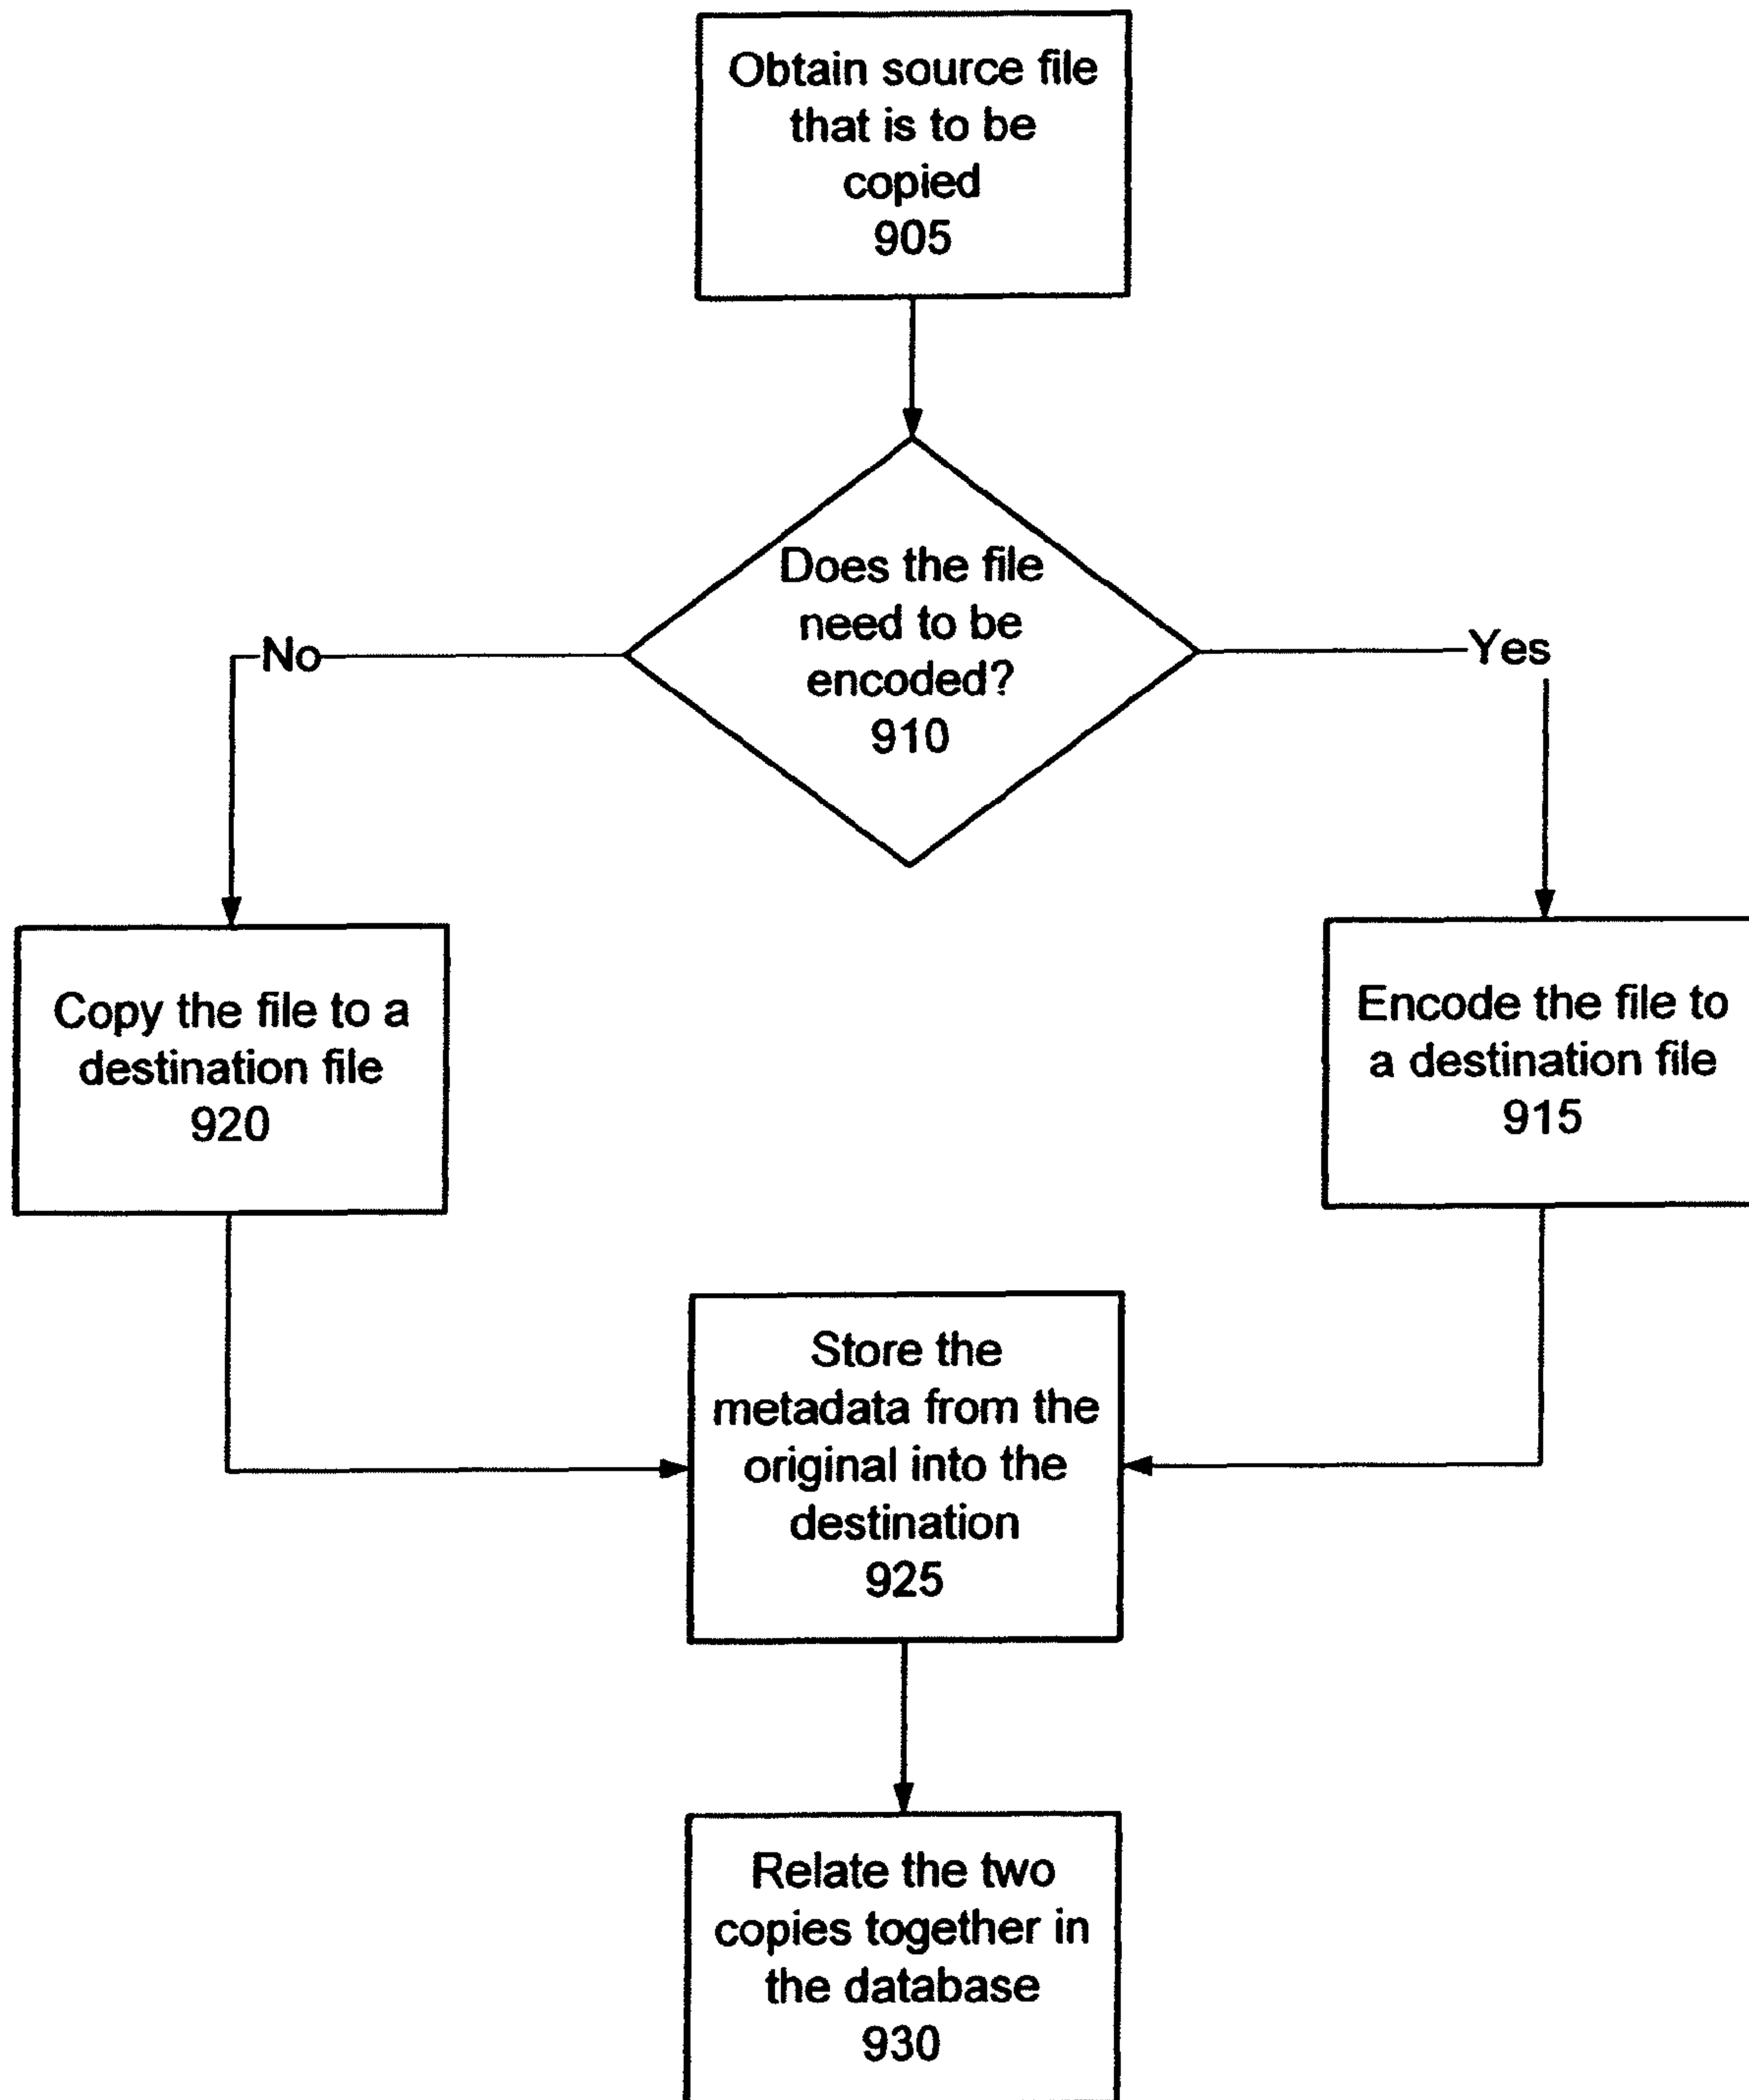 Obtain source file
that is to be
copied
905
Does the file
need to be
encoded?
910
No
Yes
Copy the file to a
destination file
920
Encode the file to
a destination file
915
Store the
metadata from the
original into the
destination
925
Relate the two
copies together in
the database
930